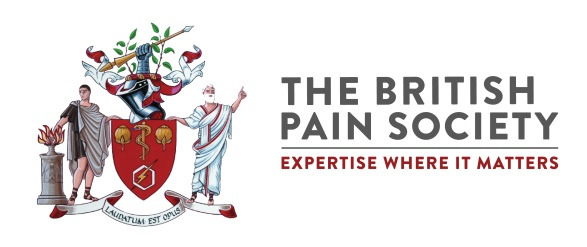 THE BRITISH
PAIN SOCIETY
EXPERTISE WHERE IT MATTERS
LAUDATUM EST OPUS